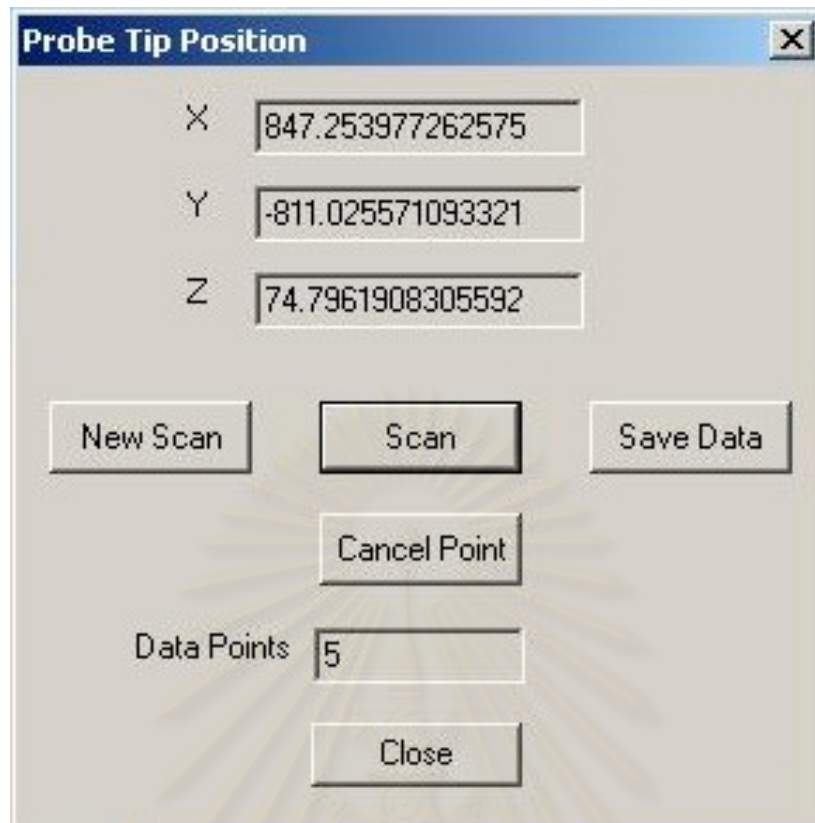 Probe Tip Position
X 847.253977262575
Y -811.025571093321
Z 74.7961908305592
New Scan Scan Save Data
Cancel Point
Data Points 5
Close